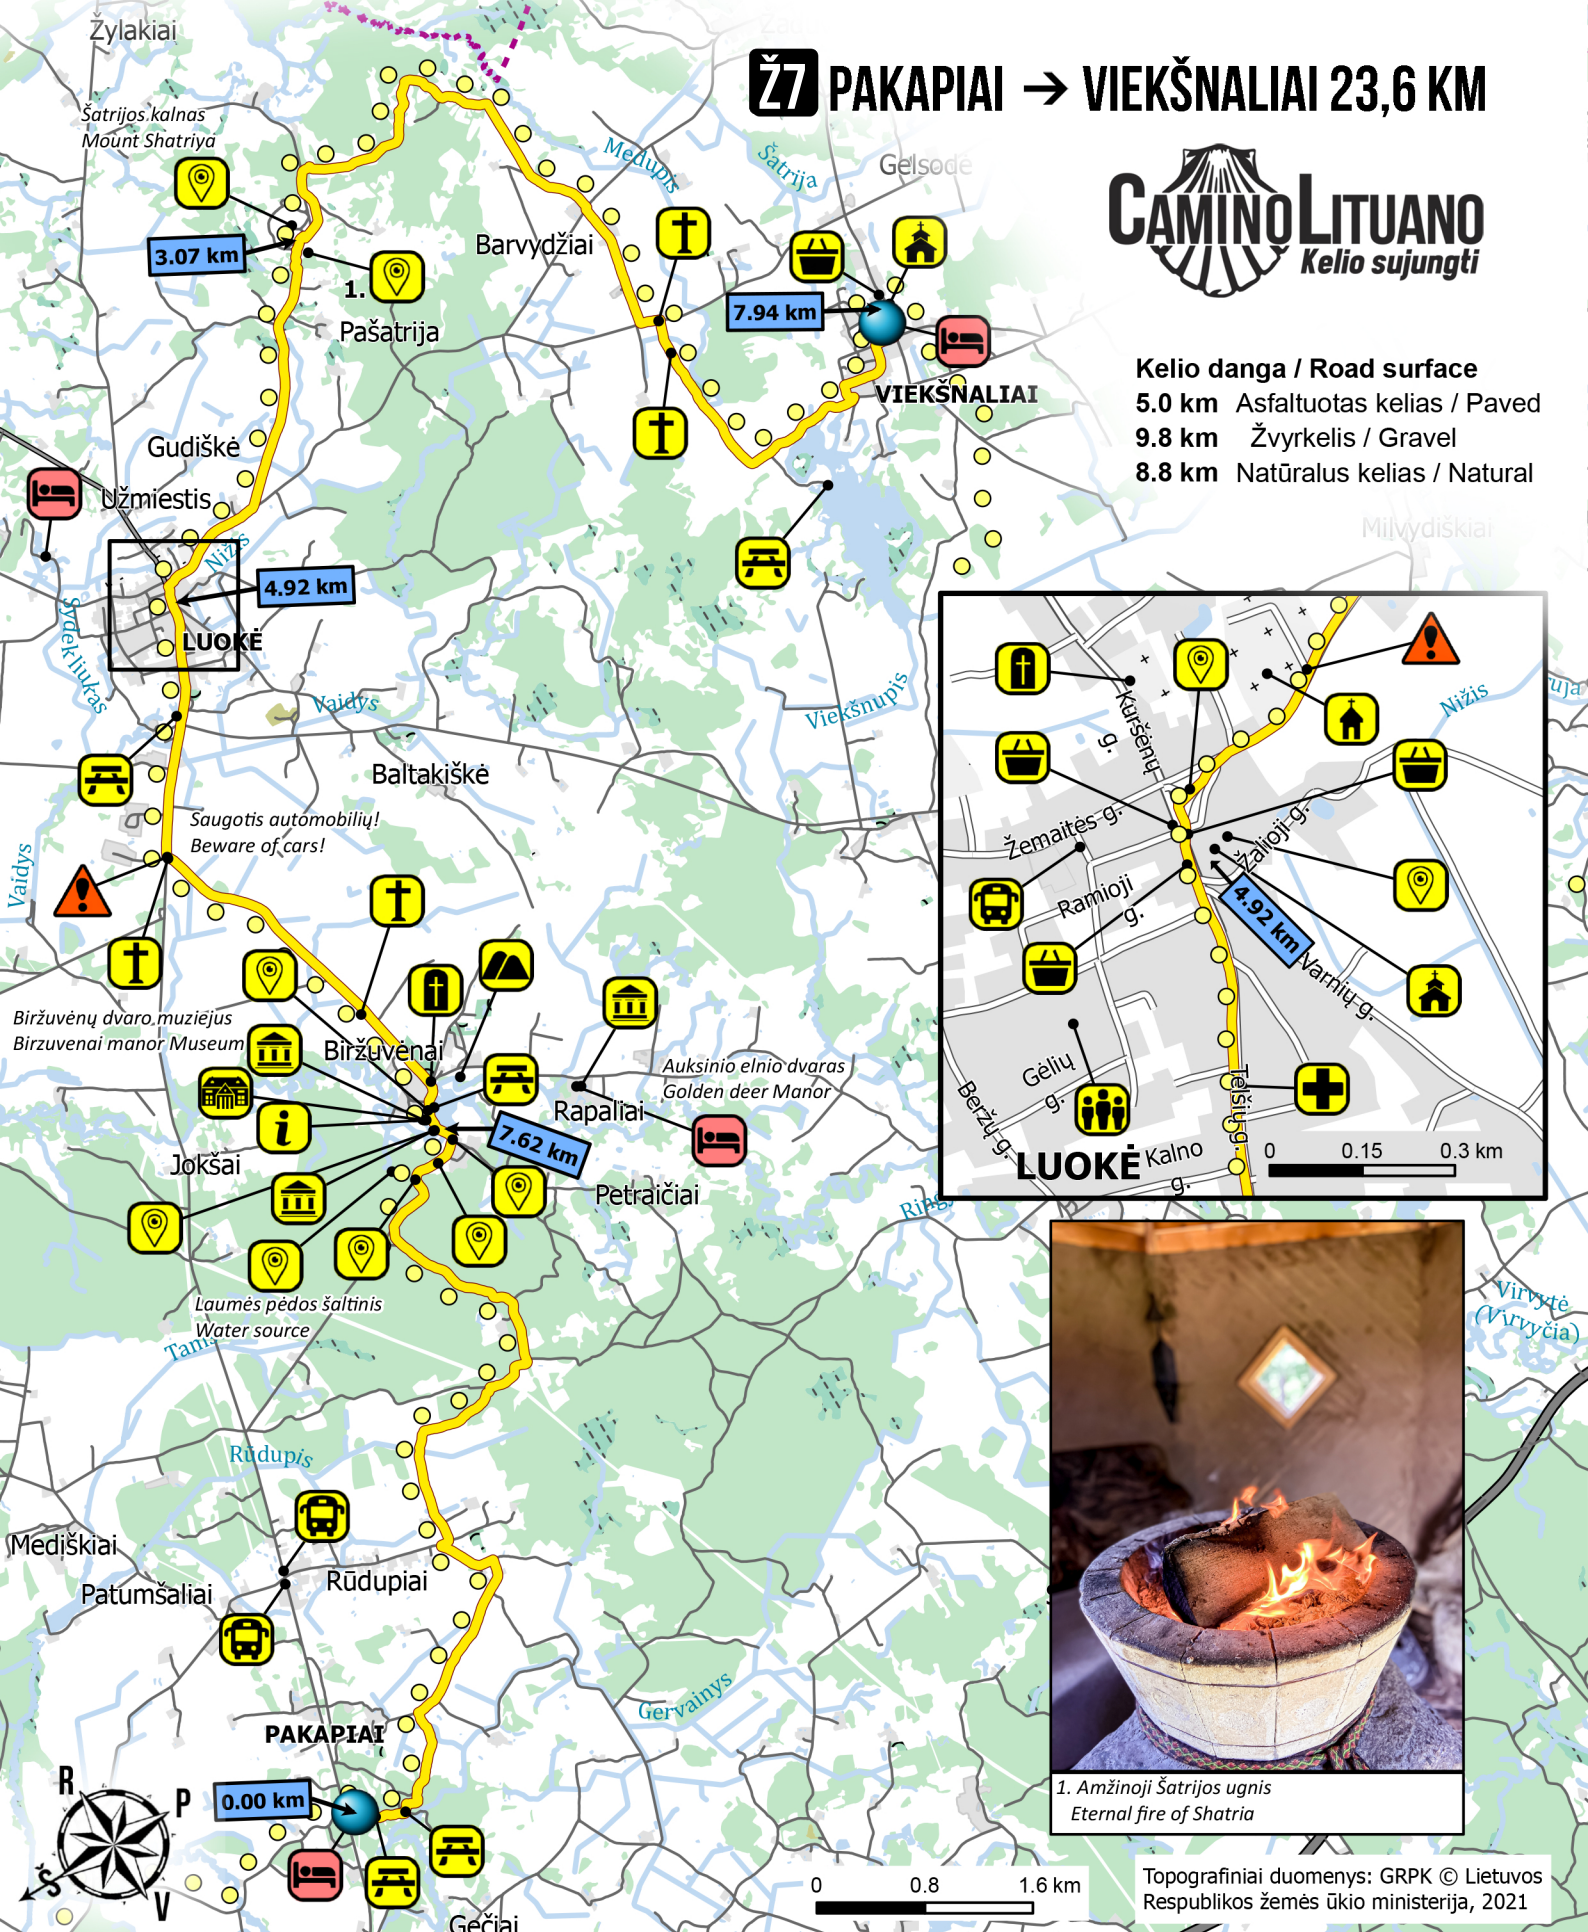 Žylakiai
Ž7 PAKAPIAI → VIEKŠNALIAI 23,6 KM
Šatrijos kalnas
Mount Shatriya
Medupis
Šatrija
Gelsodė
CAMINO LITUANO
Kelio sujungti
3.07 km
Barvydžiai
1.
Pašatrija
7.94 km
VIEKŠNALIAI
Kelio danga / Road surface
5.0 km Asfaltuotas kelias / Paved
9.8 km Žvyrkelis / Gravel
8.8 km Natūralus kelias / Natural
Gudiškė
Užmiestis
Milvydiškiai
Nižis
4.92 km
LUOKĖ
Sydekliukas
Vaidys
Viekšnupis
Baltakiškė
Saugotis automobilių!
Beware of cars!
Vaidys
Kuršėnų
g.
Nižis
Žemaitės g.
Žalioji g.
Ramioji
g.
4.92 km
Varnių g.
Gėlių
g.
Beržų g.
Telšių g.
LUOKĖ
Kalno
g.
0 0.15 0.3 km
Biržuvėnų dvaro muziejus
Birzuvenai manor Museum
Biržuvėnai
Auksinio elnio dvaras
Golden deer Manor
Rapaliai
7.62 km
Jokšai
Petraičiai
Laumės pėdos šaltinis
Water source
Virvytė
(Virvyčia)
Rūdupis
Mediškiai
Patumšaliai
Rūdupiai
Gervainys
PAKAPIAI
0.00 km
R
P
Š
V
1. Amžinoji Šatrijos ugnis
Eternal fire of Shatria
0 0.8 1.6 km
Topografiniai duomenys: GRPK © Lietuvos
Respublikos žemės ūkio ministerija, 2021
Gečiai